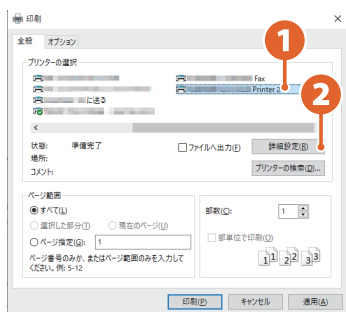 印刷
全般 オプション
プリンターの選択
Fax
Printer 2
に送る
1
2
状態: 準備完了
場所:
コメント:
ファイルへ出力(F)
詳細設定(R)
プリンターの検索(D)...
ページ範囲
すべて(L)
選択した部分(T) 現在のページ(U)
ページ指定(G): 1
ページ番号のみか、またはページ範囲のみを入力して
ください。例: 5-12
部数(C): 1
部単位で印刷(O)
1 1 2 2 3 3
印刷(P) キャンセル 適用(A)